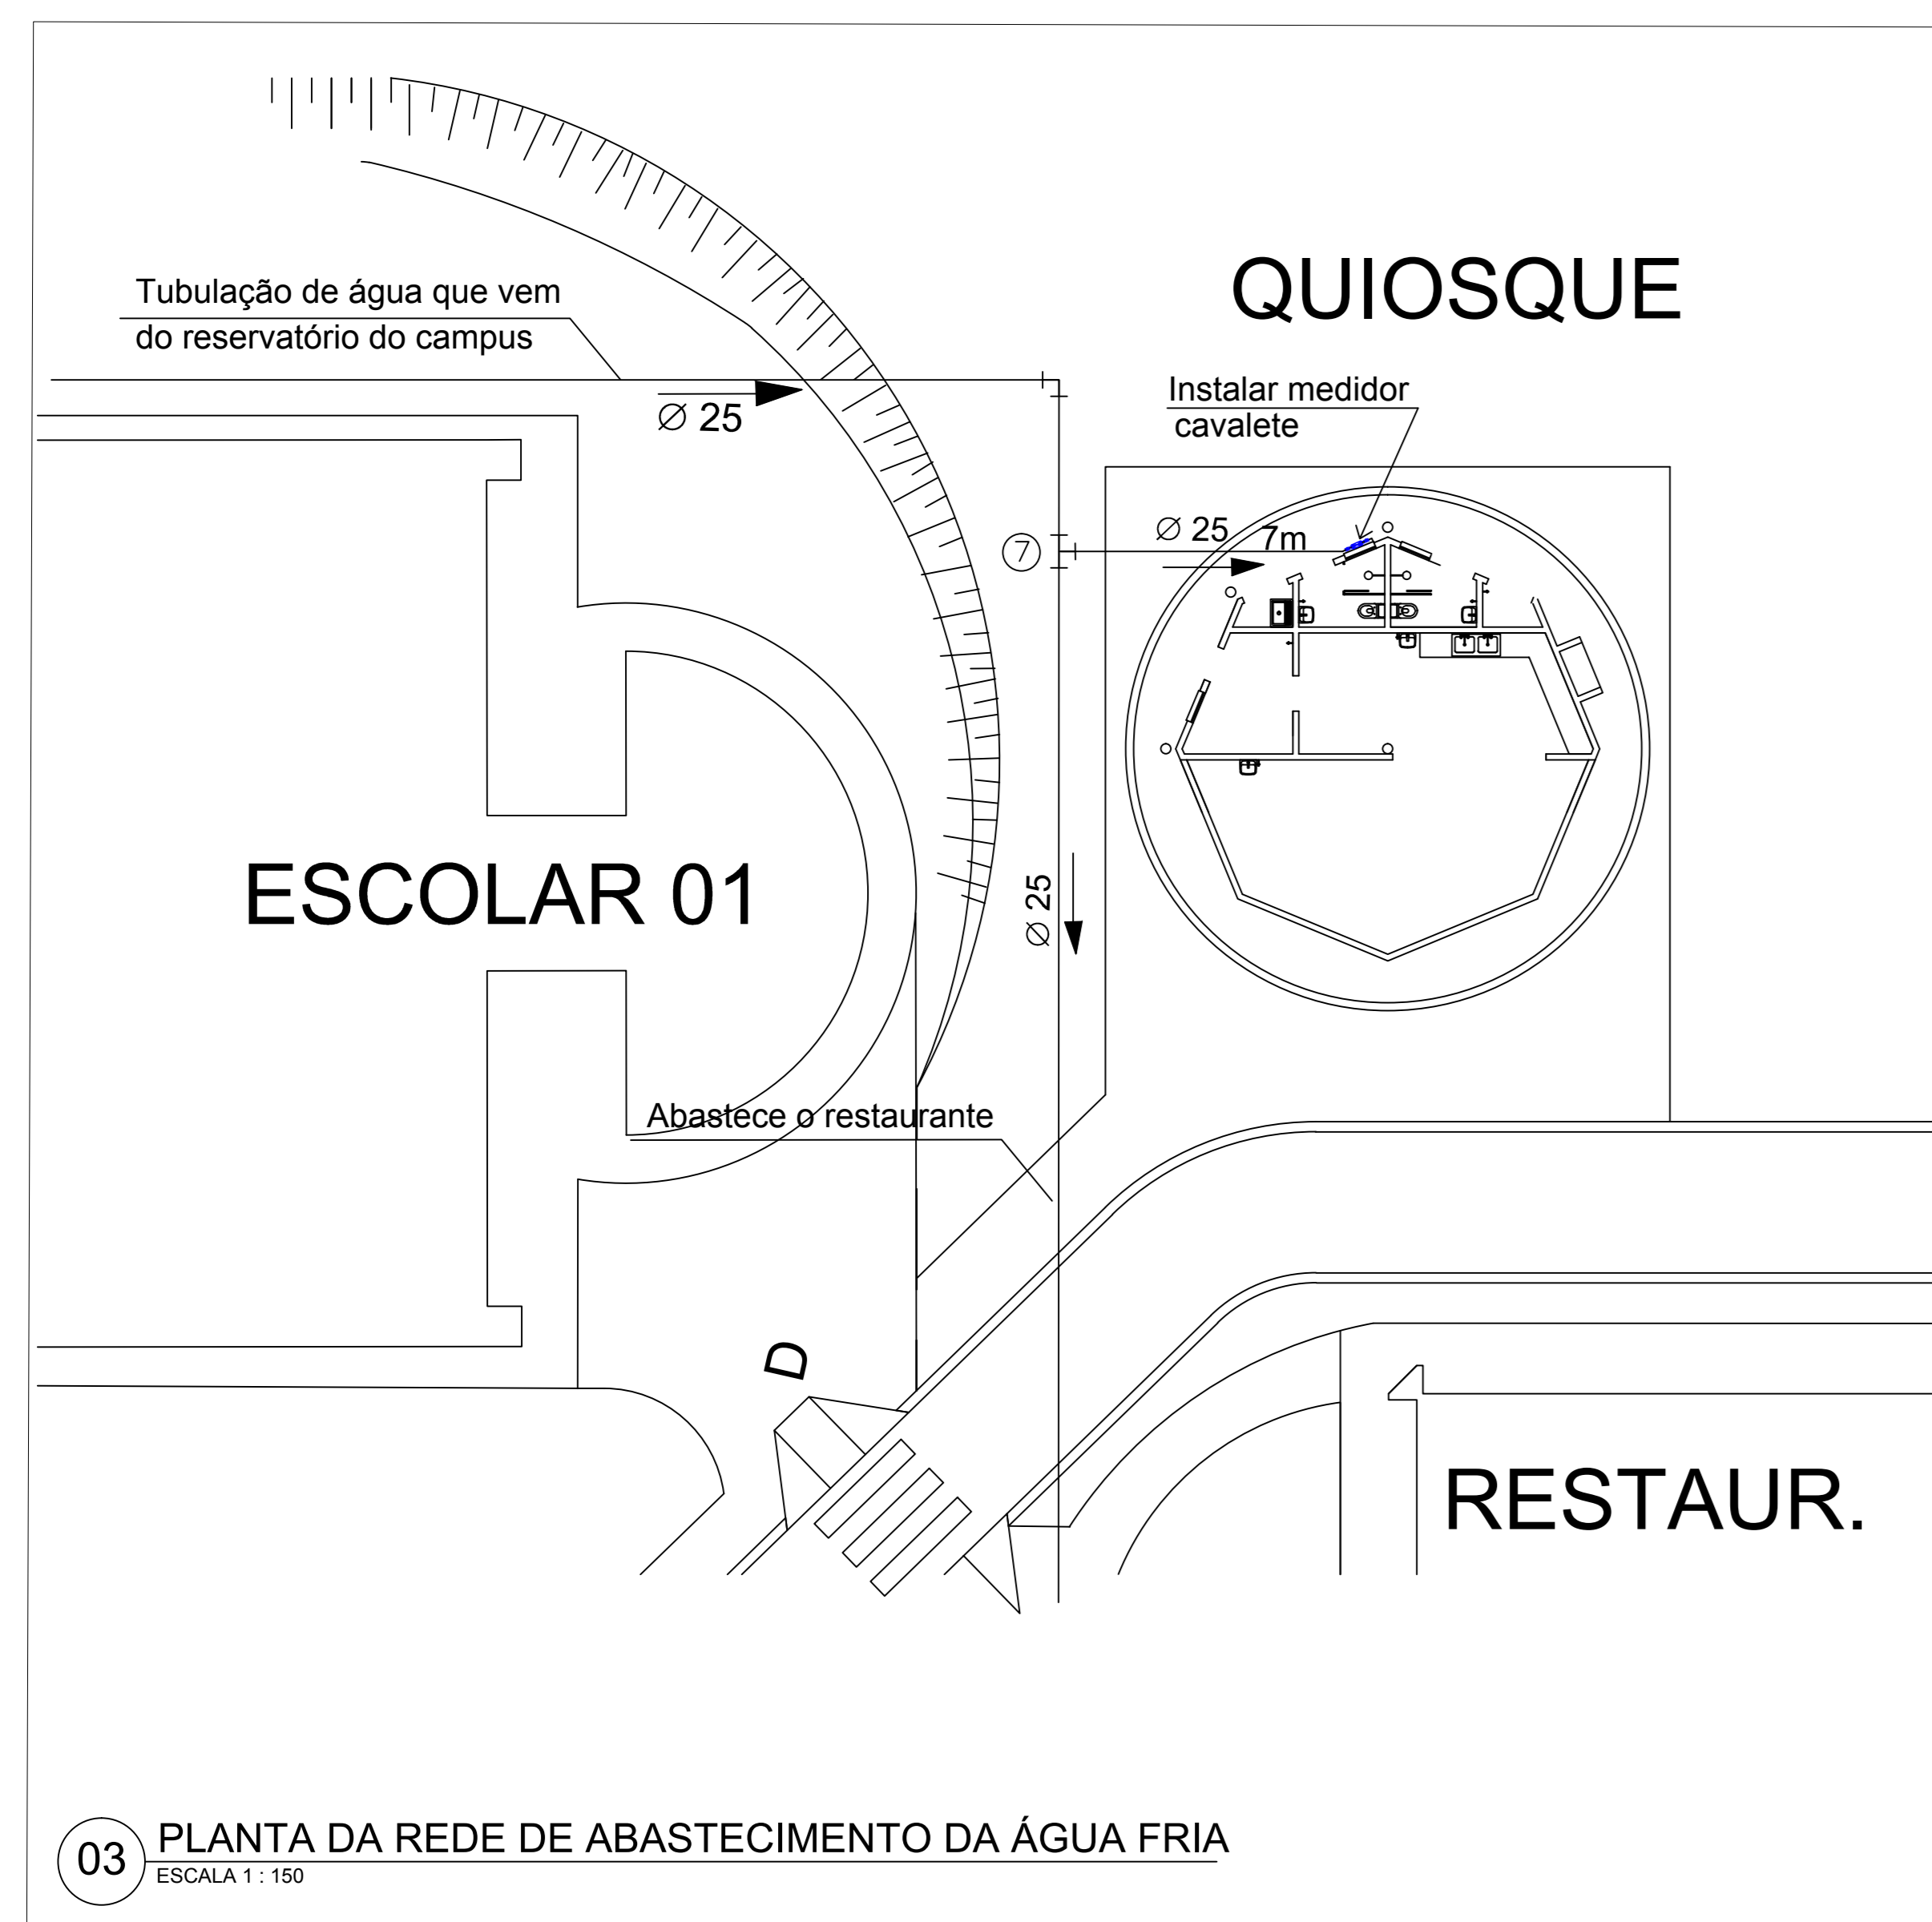 QUIOSQUE
Tubulação de água que vem
do reservatório do campus
Ø 25
Instalar medidor
cavalete
Ø 25
7m
7
ESCOLAR 01
Ø 25
Abastece o restaurante
D
RESTAUR.
03
PLANTA DA REDE DE ABASTECIMENTO DA ÁGUA FRIA
ESCALA 1 : 150